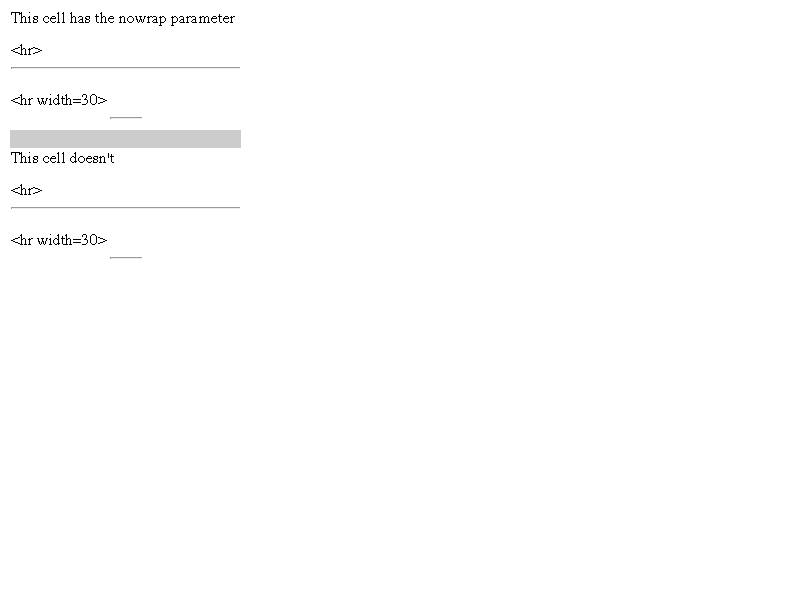 This cell has the nowrap parameter
<hr>
<hr width=30>
This cell doesn't
<hr>
<hr width=30>